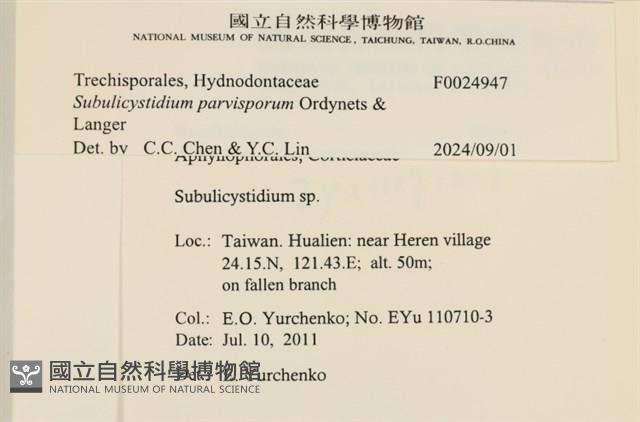 國立自然科學博物館
NATIONAL MUSEUM OF NATURAL SCIENCE, TAICHUNG, TAIWAN, R.O.CHINA
Trechisporales, Hydnodontaceae F0024947
Subulicystidium parvisporum Ordynets &
Langer
Det. by C.C. Chen & Y.C. Lin 2024/09/01
Aphyllophorales, Corticiaceae
Subulicystidium sp.
Loc.: Taiwan. Hualien: near Heren village
24.15.N, 121.43.E; alt. 50m;
on fallen branch
Col.: E.O. Yurchenko; No. EYu 110710-3
Date: Jul. 10, 2011
Yurchenko
國立自然科學博物館
NATIONAL MUSEUM OF NATURAL SCIENCE